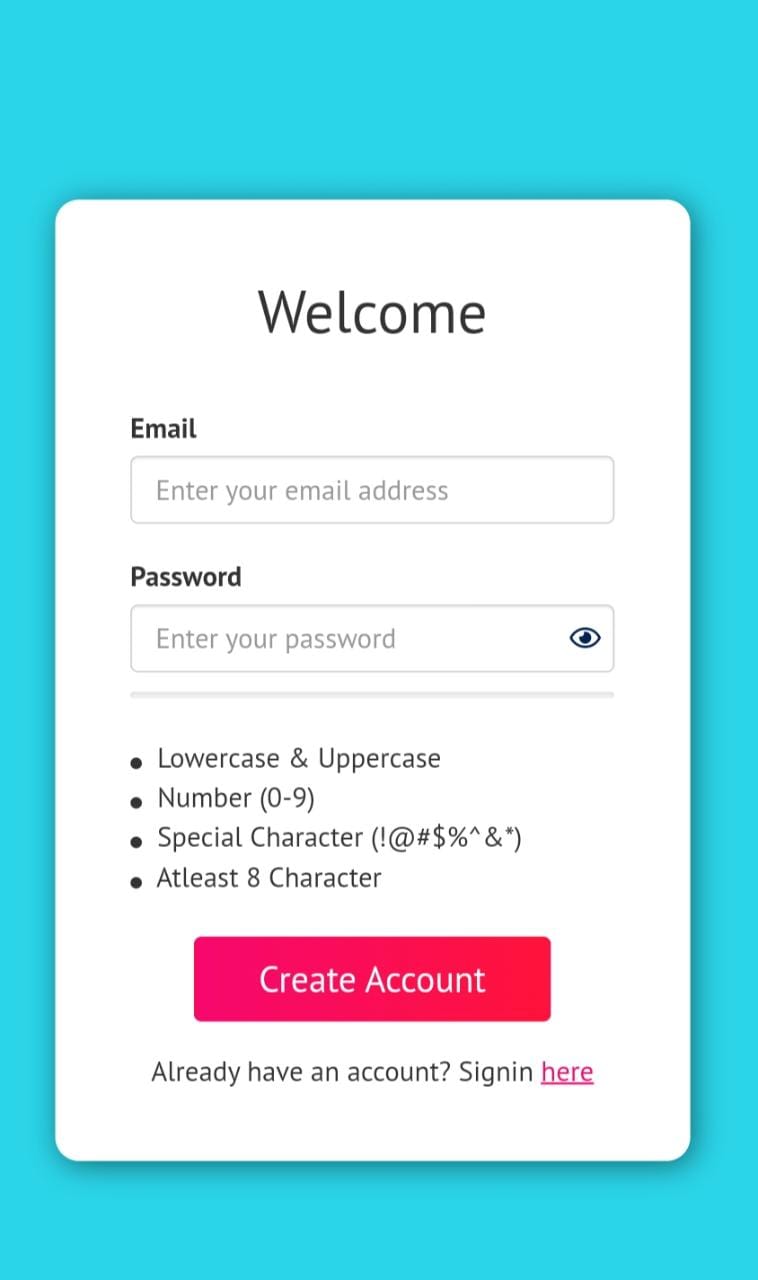 Welcome
Email
Enter your email address
Password
Enter your password
Lowercase & Uppercase
Number (0-9)
Special Character (!@#$%^&*)
Atleast 8 Character
Create Account
Already have an account? Signin here